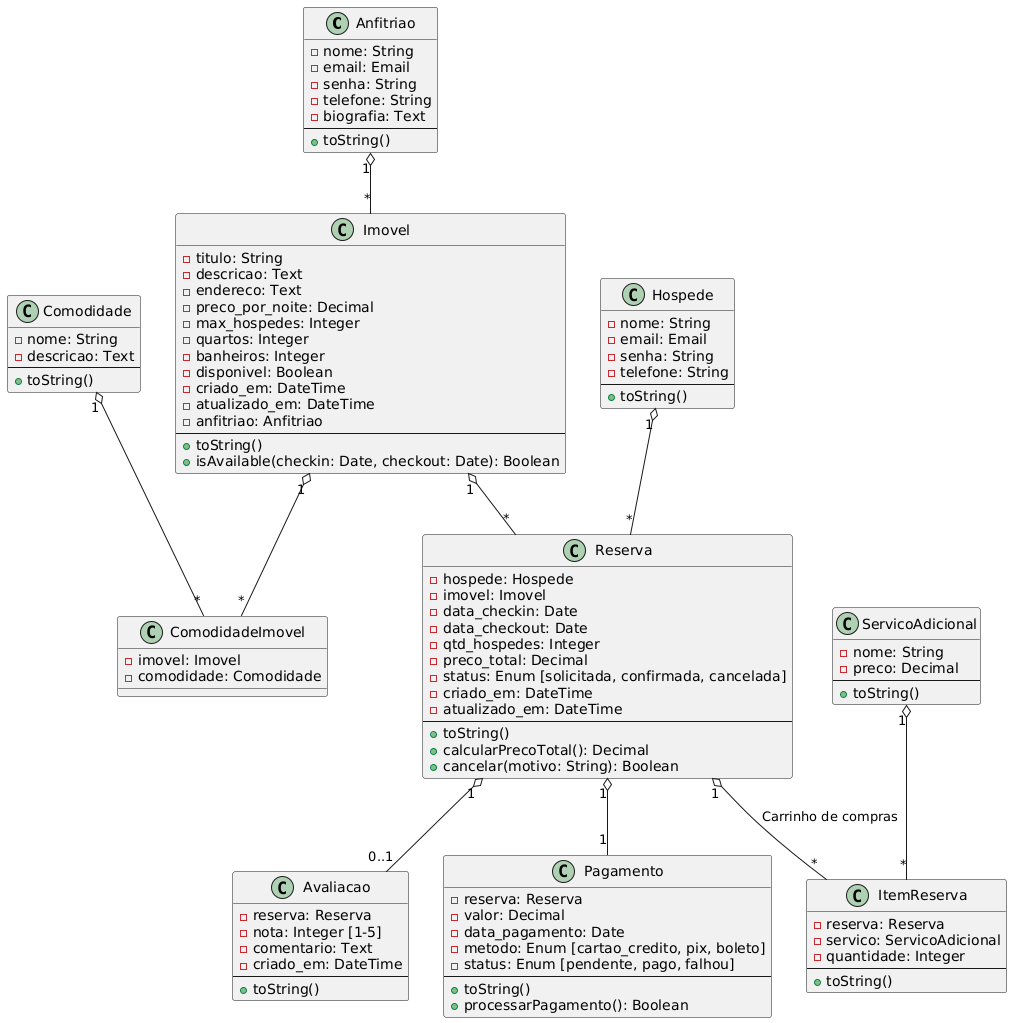 C Anfitriao
nome: String
email: Email
senha: String
telefone: String
biografia: Text
toString()
1
*
C Imovel
titulo: String
descricao: Text
endereco: Text
preco_por_noite: Decimal
max_hospedes: Integer
quartos: Integer
banheiros: Integer
disponivel: Boolean
criado_em: DateTime
atualizado_em: DateTime
anfitriao: Anfitriao
toString()
isAvailable(checkin: Date, checkout: Date): Boolean
C Comodidade
nome: String
descricao: Text
toString()
1
C Hospede
nome: String
email: Email
senha: String
telefone: String
toString()
1
1
1
*
*
*
*
C ComodidadeImovel
imovel: Imovel
comodidade: Comodidade
C Reserva
hospede: Hospede
imovel: Imovel
data_checkin: Date
data_checkout: Date
qtd_hospedes: Integer
preco_total: Decimal
status: Enum [solicitada, confirmada, cancelada]
criado_em: DateTime
atualizado_em: DateTime
toString()
calcularPrecoTotal(): Decimal
cancelar(motivo: String): Boolean
C ServicoAdicional
nome: String
preco: Decimal
toString()
1
1
1
1
Carrinho de compras
0..1
1
*
*
C Avaliacao
reserva: Reserva
nota: Integer [1-5]
comentario: Text
criado_em: DateTime
toString()
C Pagamento
reserva: Reserva
valor: Decimal
data_pagamento: Date
metodo: Enum [cartao_credito, pix, boleto]
status: Enum [pendente, pago, falhou]
toString()
processarPagamento(): Boolean
C ItemReserva
reserva: Reserva
servico: ServicoAdicional
quantidade: Integer
toString()